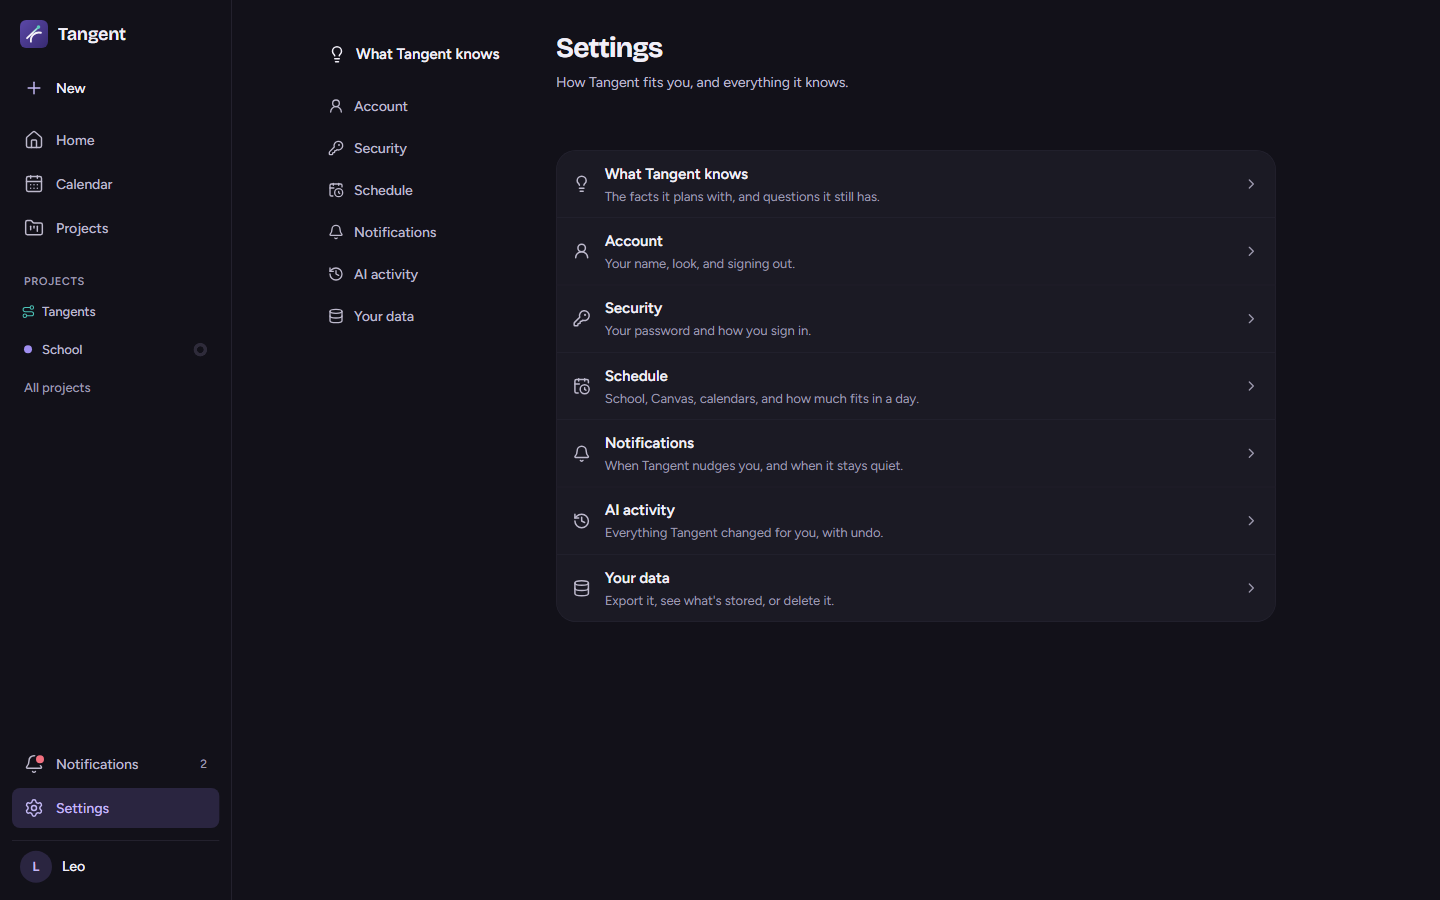 Tangent
New
Home
Calendar
Projects
PROJECTS
Tangents
School
All projects
Notifications 2
Settings
L Leo
What Tangent knows
Account
Security
Schedule
Notifications
AI activity
Your data
Settings
How Tangent fits you, and everything it knows.
What Tangent knows
The facts it plans with, and questions it still has.
Account
Your name, look, and signing out.
Security
Your password and how you sign in.
Schedule
School, Canvas, calendars, and how much fits in a day.
Notifications
When Tangent nudges you, and when it stays quiet.
AI activity
Everything Tangent changed for you, with undo.
Your data
Export it, see what's stored, or delete it.